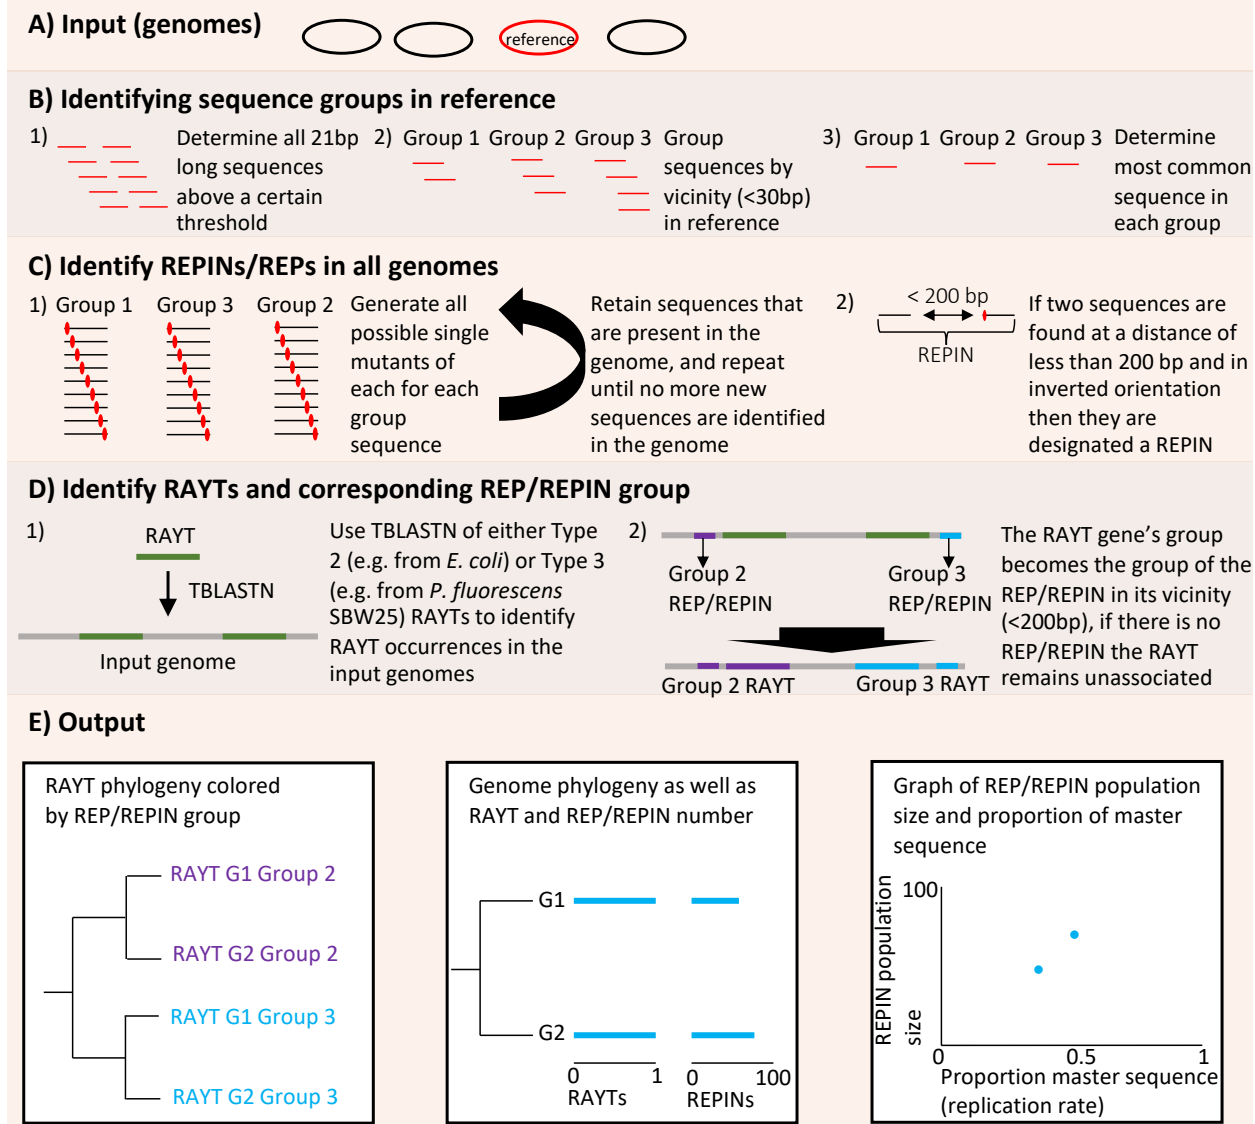 A) Input (genomes)
reference
B) Identifying sequence groups in reference
1)
Determine all 21bp
long sequences
above a certain
threshold
2) Group 1 Group 2 Group 3
Group
sequences by
vicinity (<30bp)
in reference
3) Group 1 Group 2 Group 3
Determine
most common
sequence in
each group
C) Identify REPINs/REPs in all genomes
1) Group 1 Group 3 Group 2
Generate all
possible single
mutants of
each for each
group
sequence
Retain sequences that
are present in the
genome, and repeat
until no more new
sequences are identified
in the genome
2)
< 200 bp
REPIN
If two sequences are
found at a distance of
less than 200 bp and in
inverted orientation
then they are
designated a REPIN
D) Identify RAYTs and corresponding REP/REPIN group
1)
RAYT
TBLASTN
Input genome
Use TBLASTN of either Type
2 (e.g. from E. coli) or Type 3
(e.g. from P. fluorescens
SBW25) RAYTs to identify
RAYT occurrences in the
input genomes
2)
Group 2
REP/REPIN
Group 3
REP/REPIN
Group 2 RAYT
Group 3 RAYT
The RAYT gene’s group
becomes the group of the
REP/REPIN in its vicinity
(<200bp), if there is no
REP/REPIN the RAYT
remains unassociated
E) Output
RAYT phylogeny colored
by REP/REPIN group
RAYT G1 Group 2
RAYT G2 Group 2
RAYT G1 Group 3
RAYT G2 Group 3
Genome phylogeny as well as
RAYT and REP/REPIN number
G1
G2
0 1 0 100
RAYTs REPINs
Graph of REP/REPIN population
size and proportion of master
sequence
100
REPIN population
size
0 0.5 1
Proportion master sequence
(replication rate)